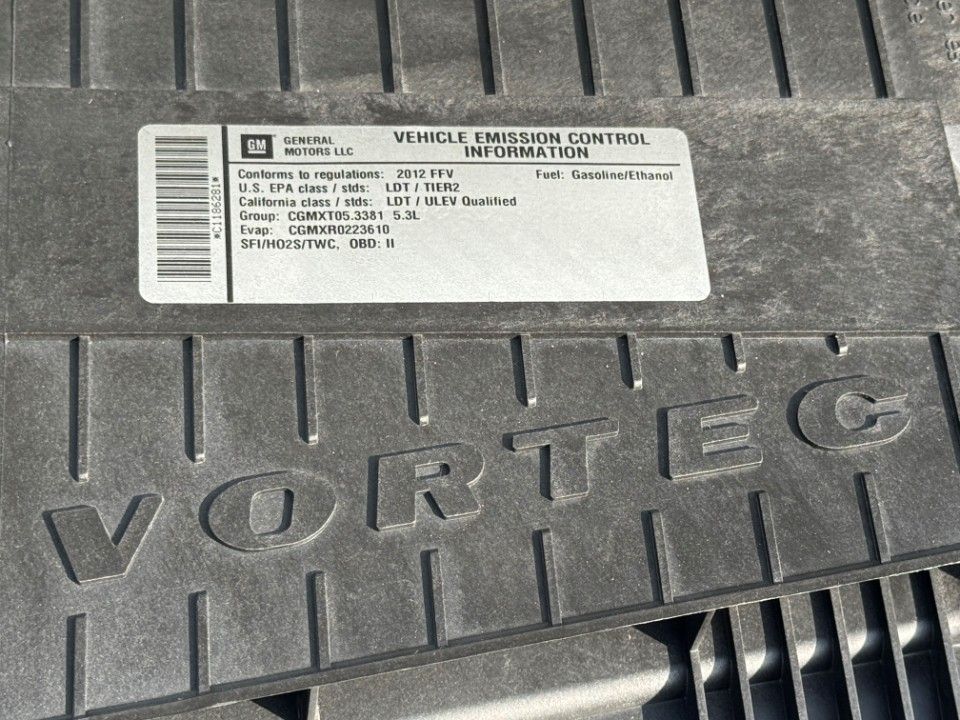 GM GENERAL MOTORS LLC
VEHICLE EMISSION CONTROL
INFORMATION
*C1186281*
Conforms to regulations: 2012 FFV Fuel: Gasoline/Ethanol
U.S. EPA class / stds: LDT / TIER2
California class / stds: LDT / ULEV Qualified
Group: CGMXT05.3381 5.3L
Evap: CGMXR0223610
SFI/HO2S/TWC, OBD: II
VORTEC